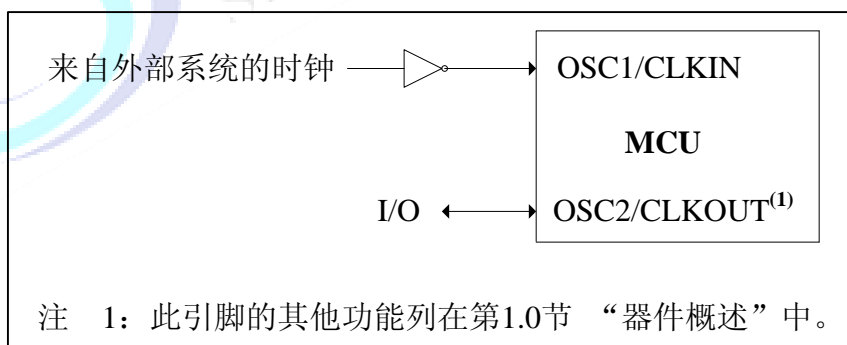 来自外部系统的时钟
OSC1/CLKIN
MCU
I/O
OSC2/CLKOUT(1)
注 1：此引脚的其他功能列在第1.0节 “器件概述”中。